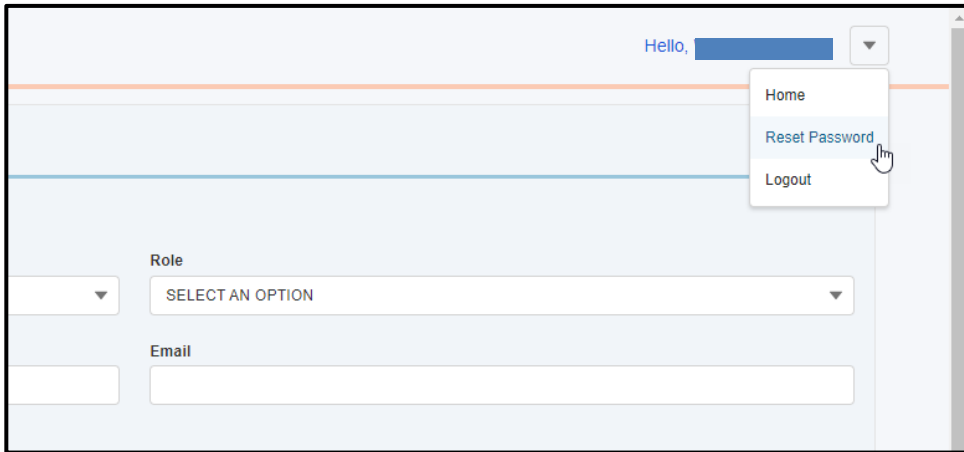 Hello,
Home
Reset Password
Logout
Role
SELECT AN OPTION
Email